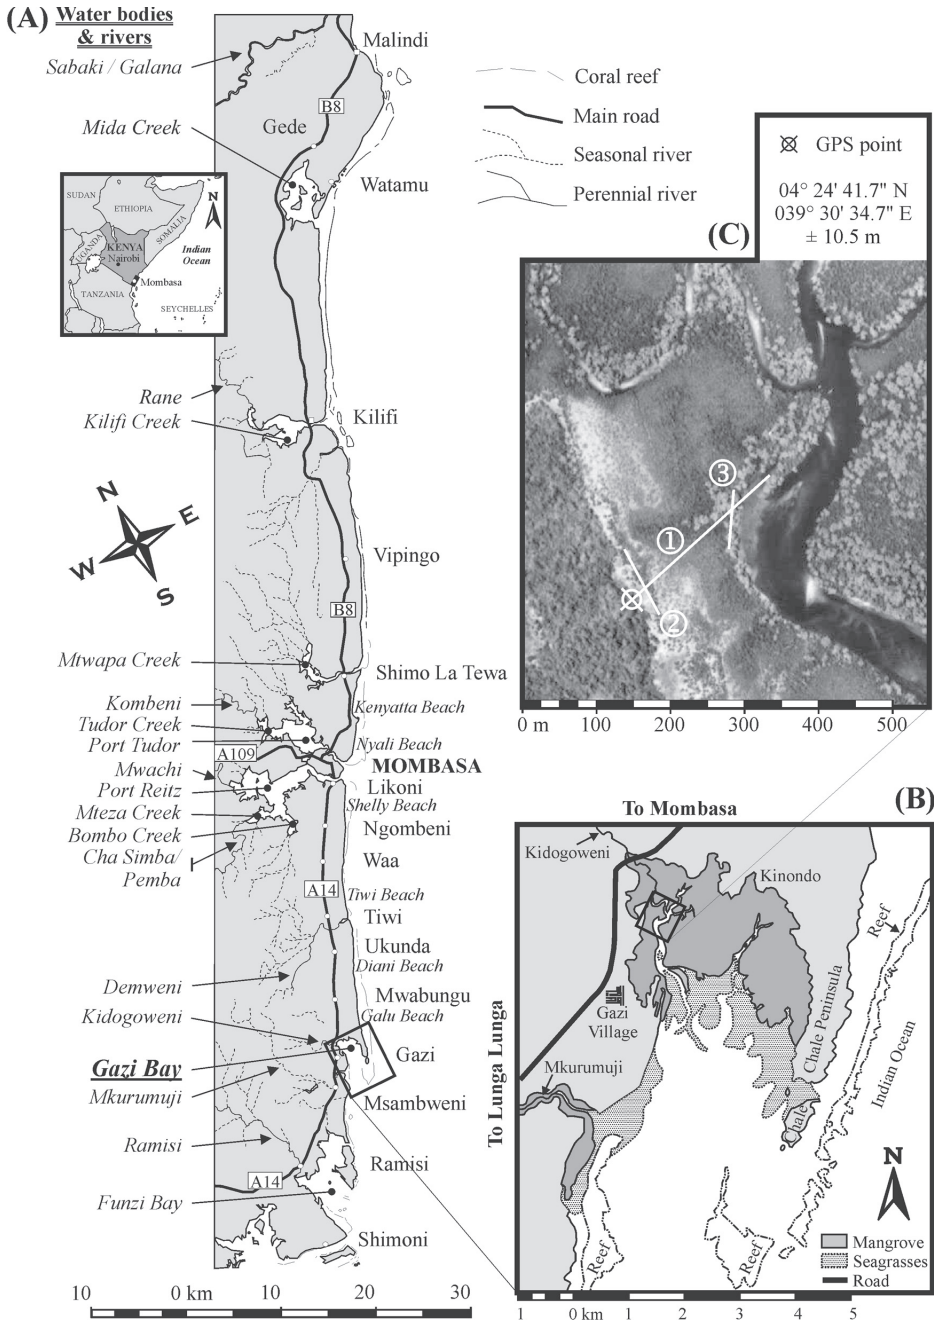 (A) Water bodies
& rivers
Sabaki / Galana
Malindi
B8
Mida Creek
Gede
Watamu
Coral reef
Main road
Seasonal river
Perennial river
SUDAN
ETHIOPIA
N
SOMALIA
UGANDA
KENYA
Nairobi
Indian
Ocean
Mombasa
TANZANIA
SEYCHELLES
Rane
Kilifi Creek
Kilifi
N
E
W
S
Vipingo
B8
Mtwapa Creek
Shimo La Tewa
Kombeni
Kenyatta Beach
Tudor Creek
Port Tudor
Nyali Beach
A109
MOMBASA
Mwachi
Port Reitz
Likoni
Shelly Beach
Mteza Creek
Ngombeni
Bombo Creek
Cha Simba/
Pemba
Waa
A14
Tiwi Beach
Tiwi
Ukunda
Diani Beach
Demweni
Mwabungu
Galu Beach
Kidogoweni
Gazi Bay
Gazi
Mkurumuji
Msambweni
Ramisi
Ramisi
A14
Funzi Bay
Shimoni
10 0 km 10 20 30
(C)
GPS point
04° 24' 41.7" N
039° 30' 34.7" E
± 10.5 m
③
①
②
0 m 100 200 300 400 500
(B)
To Mombasa
Kidogoweni
Kinondo
Reef
Gazi
Village
Chale Peninsula
Indian Ocean
To Lunga Lunga
Mkurumuji
Chale
N
Reef
Reef
Mangrove
Seagrasses
Road
1 0 km 1 2 3 4 5